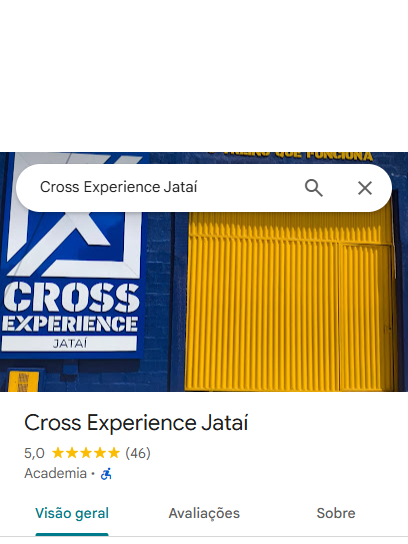 TREINO QUE FUNCIONA
Cross Experience Jataí
CROSS
EXPERIENCE
JATAÍ
Cross Experience Jataí
5,0 (46)
Academia ·
Visão geral Avaliações Sobre